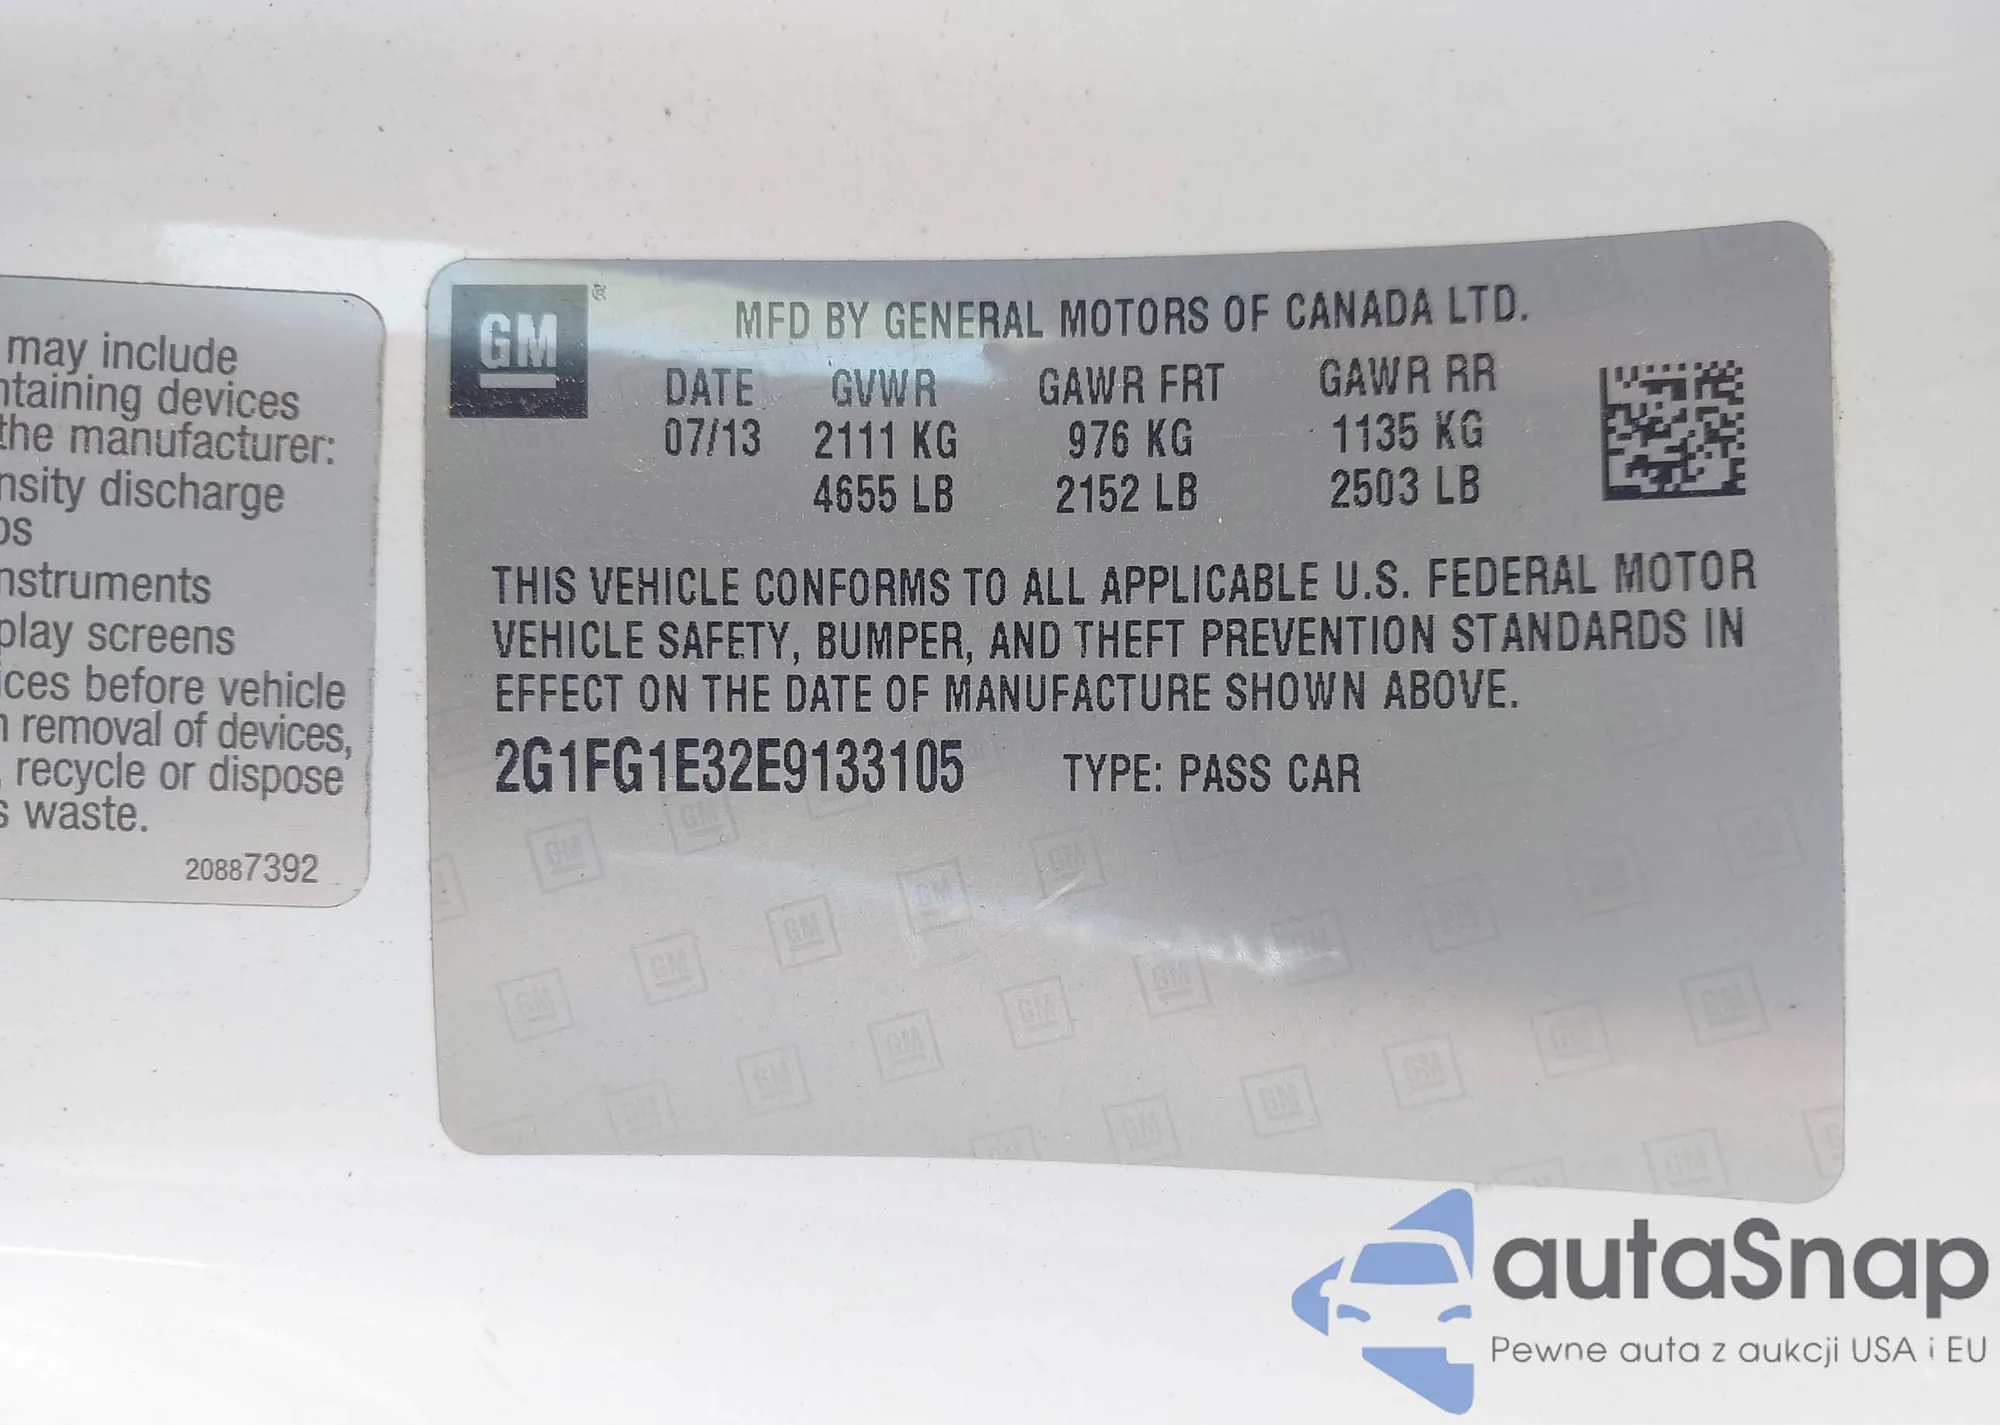 may include
ntaining devices
the manufacturer:
nsity discharge
os
nstruments
play screens
ices before vehicle
n removal of devices,
, recycle or dispose
s waste.
20887392
GM
®
MFD BY GENERAL MOTORS OF CANADA LTD.
DATE GVWR GAWR FRT GAWR RR
07/13 2111 KG 976 KG 1135 KG
4655 LB 2152 LB 2503 LB
THIS VEHICLE CONFORMS TO ALL APPLICABLE U.S. FEDERAL MOTOR
VEHICLE SAFETY, BUMPER, AND THEFT PREVENTION STANDARDS IN
EFFECT ON THE DATE OF MANUFACTURE SHOWN ABOVE.
2G1FG1E32E9133105 TYPE: PASS CAR
autaSnap
Pewne auta z aukcji USA i EU